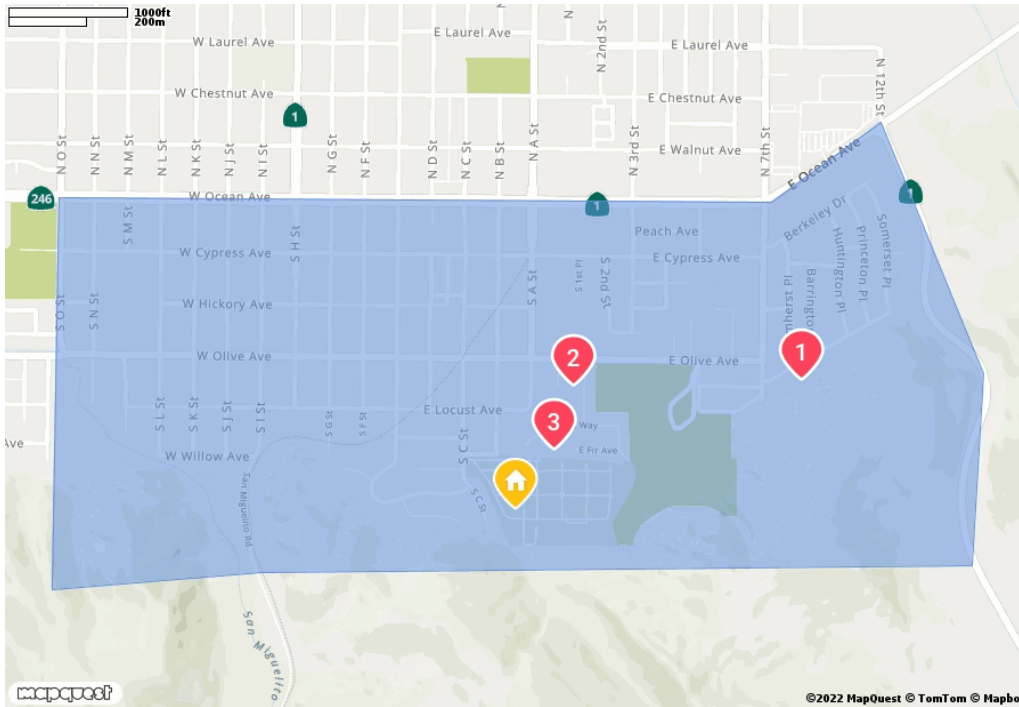 1000ft
200m
W Laurel Ave
E Laurel Ave
E Laurel Ave
N 2nd St
N 12th St
W Chestnut Ave
E Chestnut Ave
1
N O St
N N St
N M St
N L St
N K St
N J St
N I St
N G St
N F St
N D St
N C St
N B St
N A St
N 3rd St
N 7th St
E Walnut Ave
E Ocean Ave
246
W Ocean Ave
1
1
S M St
S H St
Peach Ave
Berkeley Dr
Somerset Pl
Princeton Pl
Huntington Pl
W Cypress Ave
E Cypress Ave
S O St
S N St
W Hickory Ave
S A St
S 1st Pl
S 2nd St
mherst Pl
Barrington
W Olive Ave
E Olive Ave
1
2
3
E Locust Ave
Way
E Fir Ave
S L St
S K St
S J St
S I St
S G St
S F St
S C St
Ave
W Willow Ave
San Miguelito Rd
S C St
San Miguelito
mapquest
©2022 MapQuest © TomTom © Mapbo